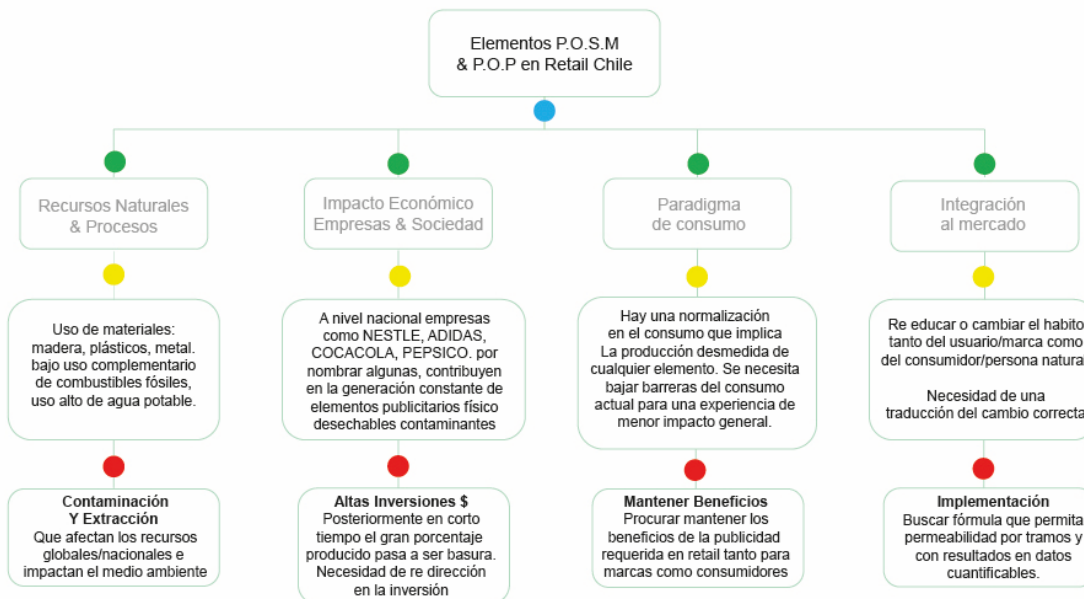 Elementos P.O.S.M
& P.O.P en Retail Chile
Recursos Naturales
& Procesos
Impacto Económico
Empresas & Sociedad
Paradigma
de consumo
Integración
al mercado
Uso de materiales:
madera, plásticos, metal.
bajo uso complementario
de combustibles fósiles,
uso alto de agua potable.
A nivel nacional empresas
como NESTLE, ADIDAS,
COCACOLA, PEPSICO. por
nombrar algunas, contribuyen
en la generación constante de
elementos publicitarios físico
desechables contaminantes
Hay una normalización
en el consumo que implica
La producción desmedida de
cualquier elemento. Se necesita
bajar barreras del consumo
actual para una experiencia de
menor impacto general.
Re educar o cambiar el habito
tanto del usuario/marca como
del consumidor/persona natural
Necesidad de una
traducción del cambio correcta
Contaminación
Y Extracción
Que afectan los recursos
globales/nacionales e
impactan el medio ambiente
Altas Inversiones $
Posteriormente en corto
tiempo el gran porcentaje
producido pasa a ser basura.
Necesidad de re dirección
en la inversión
Mantener Beneficios
Procurar mantener los
beneficios de la publicidad
requerida en retail tanto para
marcas como consumidores
Implementación
Buscar fórmula que permita
permeabilidad por tramos y
con resultados en datos
cuantificables.